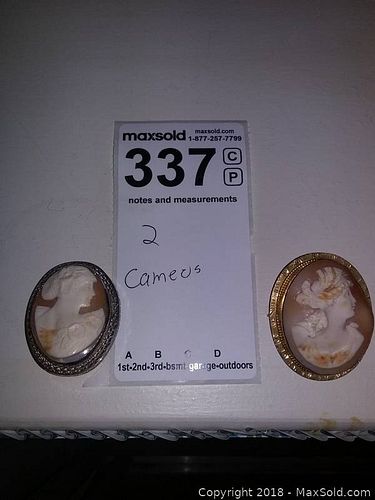 maxsold maxsold.com
1-877-257-7799
337 C
P
notes and measurements
2
Cameos
A B C D
1st-2nd-3rd-bsmt garage-outdoors
Copyright 2018 - MaxSold.com